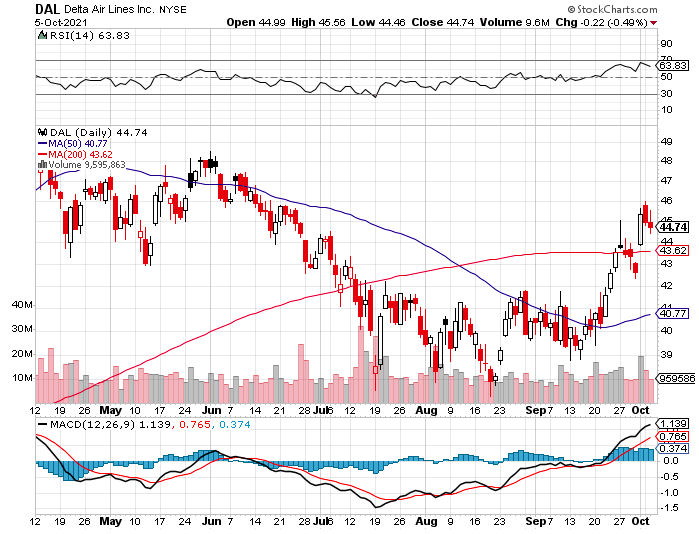 DAL Delta Air Lines Inc. NYSE © StockCharts.com
5-Oct-2021 Open 44.99 High 45.56 Low 44.46 Close 44.74 Volume 9.6M Chg -0.22 (-0.49%)
RSI(14) 63.83
90
70
63.83
50
30
10
DAL (Daily) 44.74
MA(50) 40.77
MA(200) 43.62
Volume 9,595,863
49
48
47
46
45
44.74
44
43.62
42
41
40.77
40
39
40M
30M
20M
10M
959586
12 19 26 May 10 17 24 Jun 7 14 21 28 Jul 6 12 19 26 Aug 9 16 23 Sep 7 13 20 27 Oct
MACD(12,26,9) 1.139, 0.765, 0.374
1.139
0.765
0.374
0.0
-0.5
-1.0
-1.5
12 19 26 May 10 17 24 Jun 7 14 21 28 Jul 6 12 19 26 Aug 9 16 23 Sep 7 13 20 27 Oct